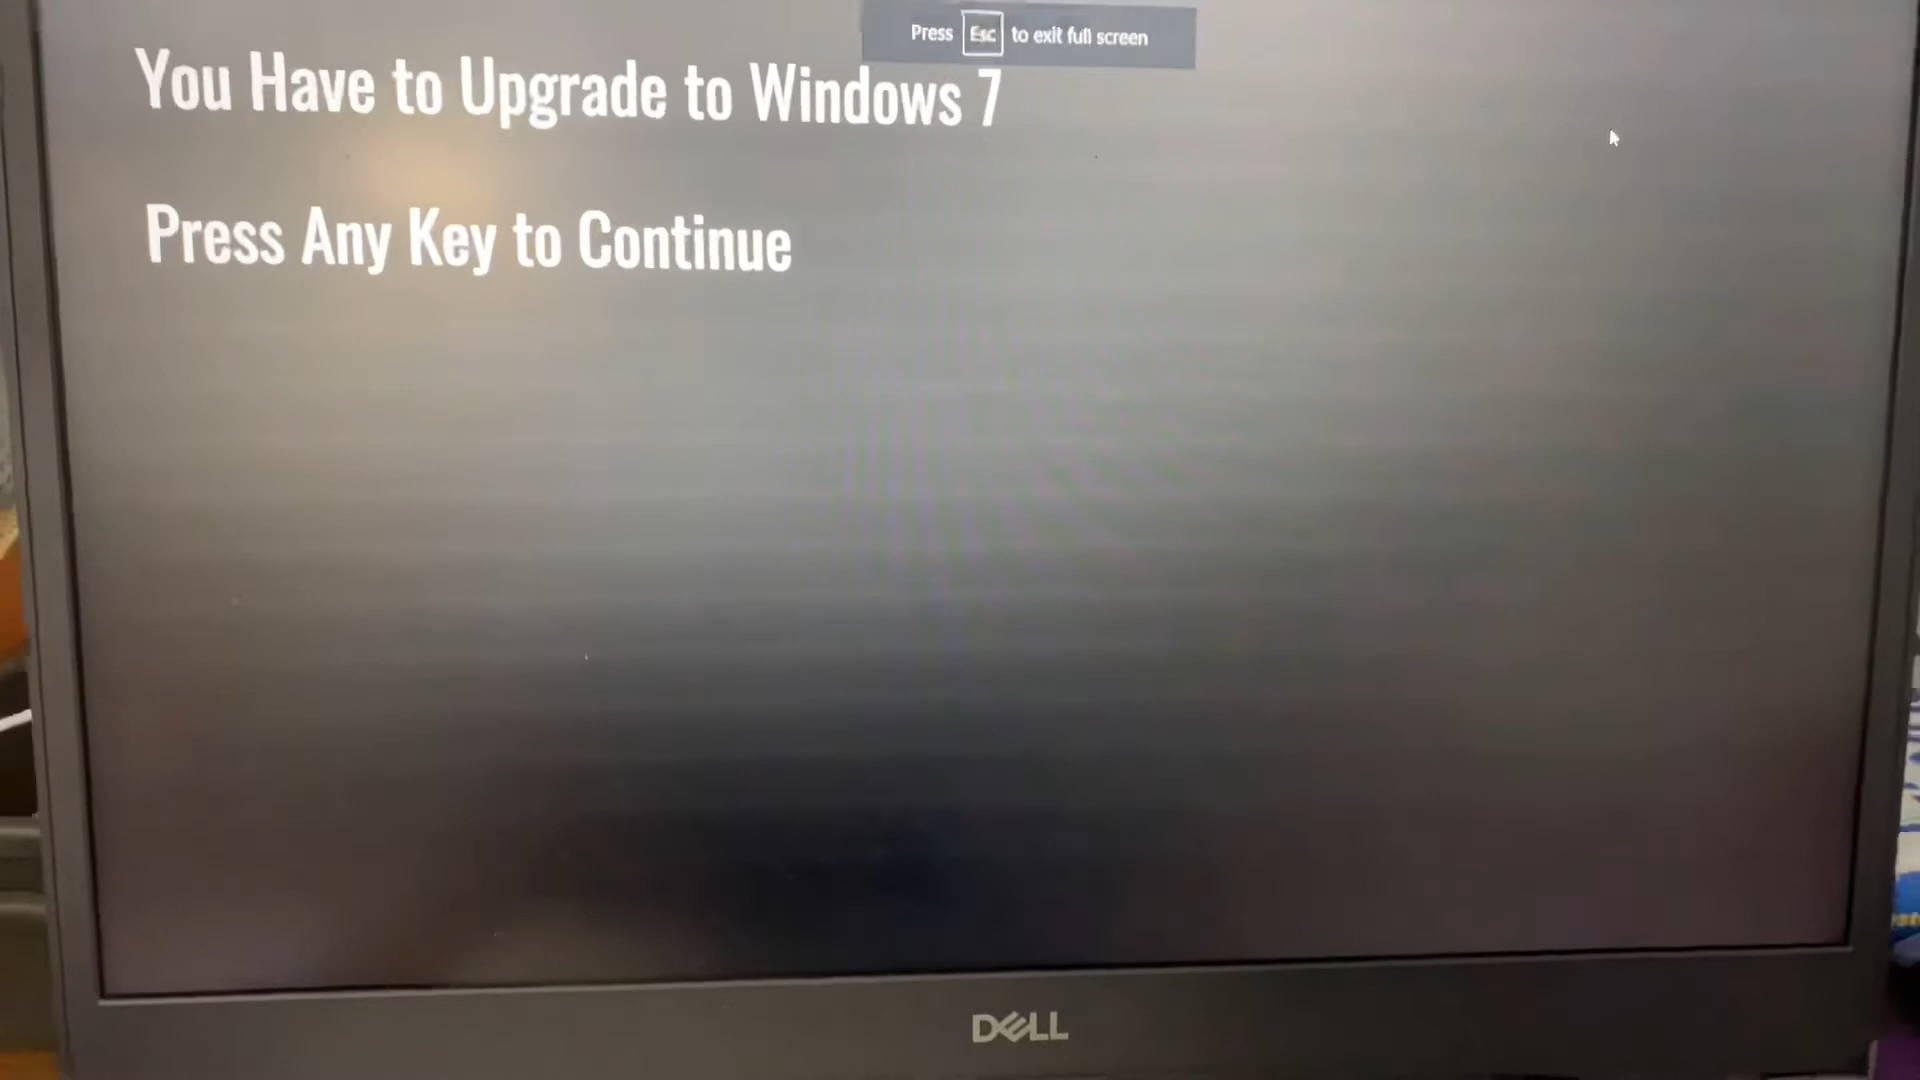 Press Esc to exit full screen
You Have to Upgrade to Windows 7
Press Any Key to Continue
DELL